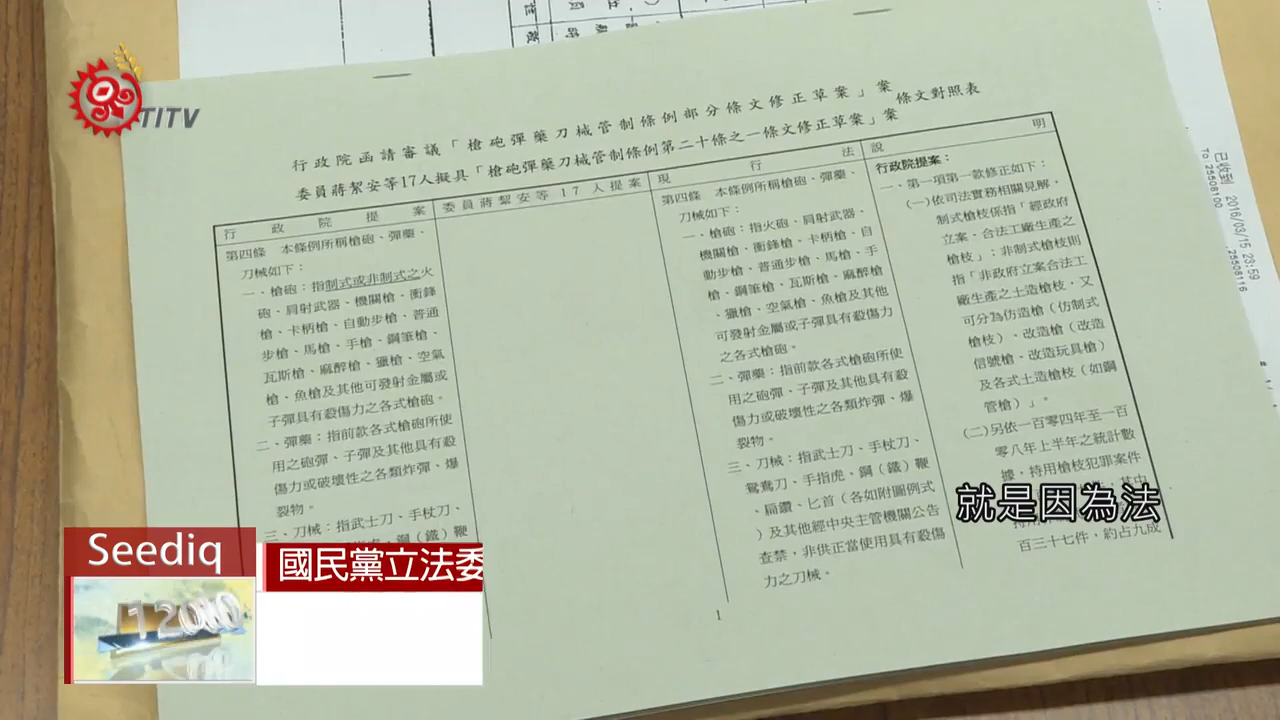 TITV
行政院函請審議「槍砲彈藥刀械管制條例部分條文修正草案」案
委員蔣絜安等17人擬具「槍砲彈藥刀械管制條例第二十條之一條文修正草案」案
條文對照表
行政院提案
第四條 本條例所稱槍砲、彈藥、
刀械如下：
一、槍砲：指制式或非制式之火
砲、肩射武器、機關槍、衝鋒
槍、卡柄槍、自動步槍、普通
步槍、馬槍、手槍、鋼筆槍、
瓦斯槍、麻醉槍、獵槍、空氣
槍、魚槍及其他可發射金屬或
子彈具有殺傷力之各式槍砲。
二、彈藥：指前款各式槍砲所使
用之砲彈、子彈及其他具有殺
傷力或破壞性之各類炸彈、爆
裂物。
三、刀械：指武士刀、手杖刀、
委員蔣絜安等17人提案
現行法
第四條 本條例所稱槍砲、彈藥、
刀械如下：
一、槍砲：指火砲、肩射武器、
機關槍、衝鋒槍、卡柄槍、自
動步槍、普通步槍、馬槍、手
槍、鋼筆槍、瓦斯槍、麻醉槍
、獵槍、空氣槍、魚槍及其他
可發射金屬或子彈具有殺傷力
之各式槍砲。
二、彈藥：指前款各式槍砲所使
用之砲彈、子彈及其他具有殺
傷力或破壞性之各類炸彈、爆
裂物。
三、刀械：指武士刀、手杖刀、
鴛鴦刀、手指虎、鋼（鐵）鞭
、扁鑽、匕首（各如附圖例式
）及其他經中央主管機關公告
查禁，非供正當使用具有殺傷
力之刀械。
說明
行政院提案：
一、第一項第一款修正如下：
(一)依司法實務相關見解，
制式槍枝係指「經政府
立案，合法工廠生產之
槍枝」；非制式槍枝則
指「非政府立案合法工
廠生產之土造槍枝，又
可分為仿造槍（仿制式
槍枝）、改造槍（改造
信號槍、改造玩具槍）
及各式土造槍枝（如鋼
管槍）」。
(二)另依一百零四年至一百
零八年上半年之統計數
據，持用槍枝犯罪案件
百三十七件，約占九成
1
已收到 2016/03/15 23:59
To 25508100
25508116
就是因為法
Seediq
國民黨立法委
1200